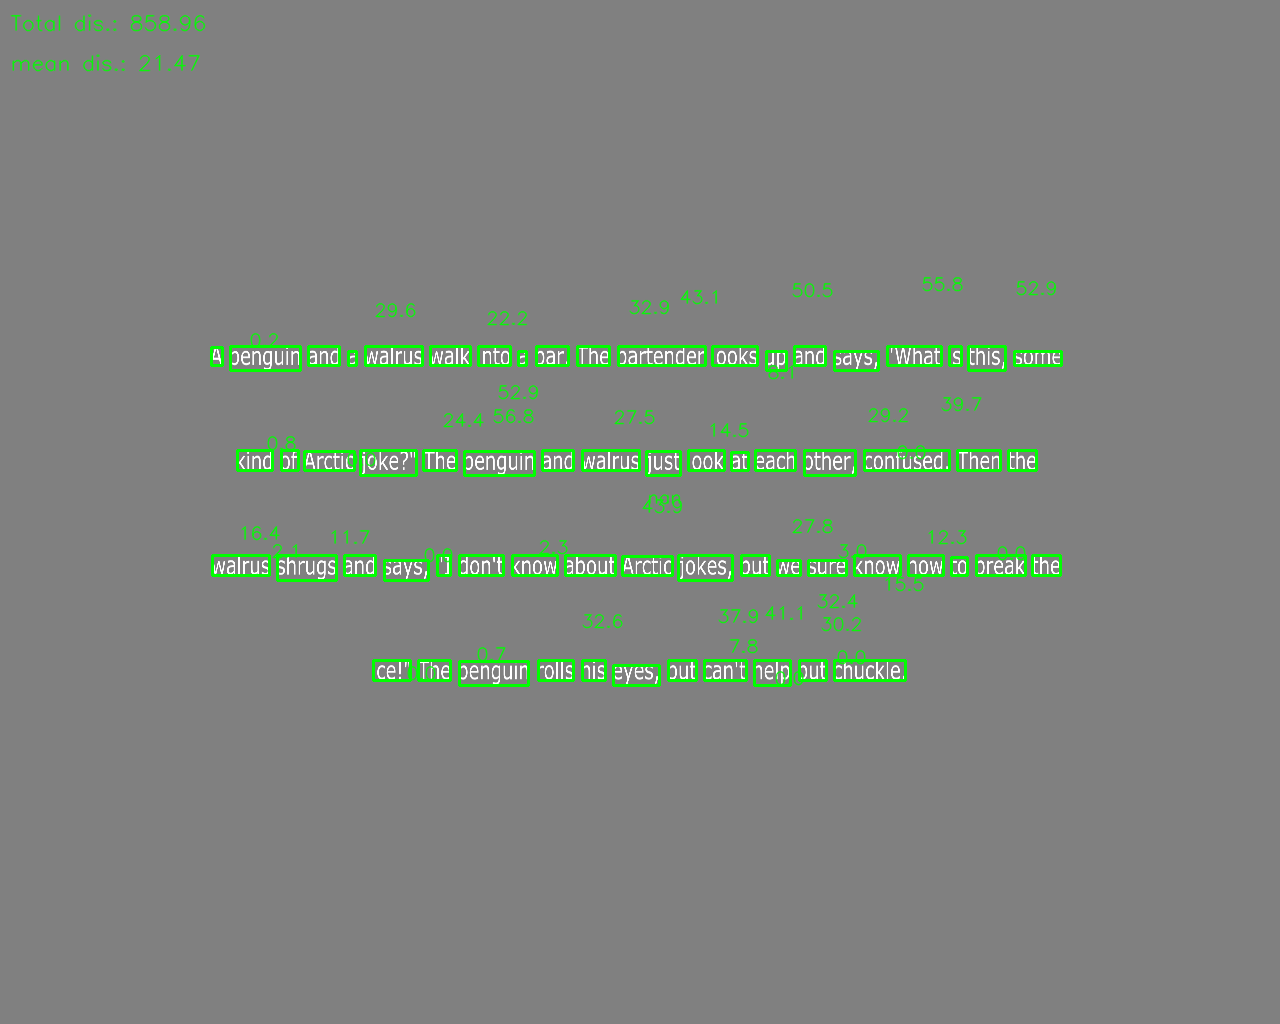 Total dis.: 858.96
mean dis.: 21.47
55.8 52.9
43.1 50.5
29.6 32.9
22.2
0.2
A penguin and a walrus walk into a bar. The bartender looks up and says, "What is this, some
52.9
39.7
24.4 56.8 27.5 29.2
14.5
0.8
kind of Arctic joke?" The penguin and walrus just look at each other, confused. Then the
43.9
16.4 11.7 27.8 12.3
2.1 0.9 2.3 3.0 0.9
walrus shrugs and says, "I don't know about Arctic jokes, but we sure know how to break the
15.5
32.4
32.6 37.9 41.1 30.2
7.8
0.7 0.0
ice!" The penguin rolls his eyes, but can't help but chuckle.